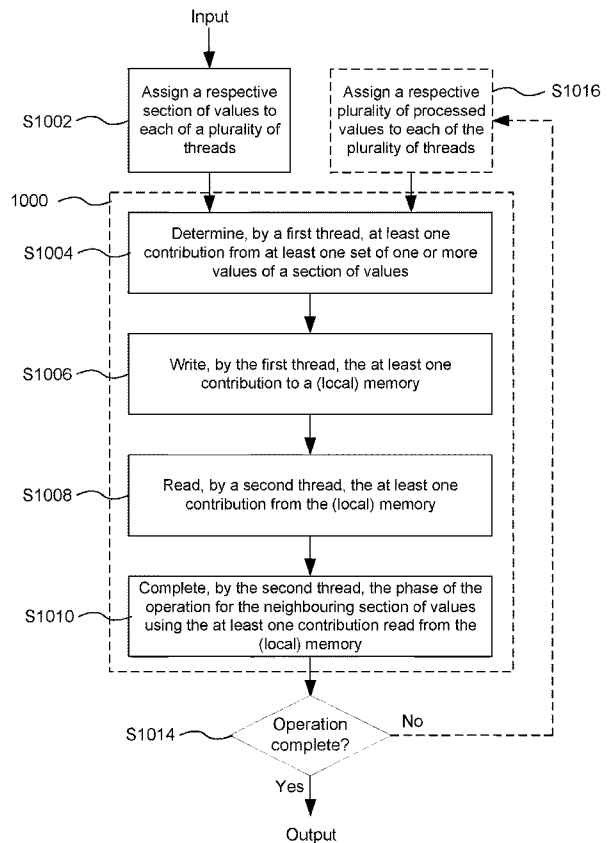 Input
Assign a respective
section of values to
each of a plurality of
threads
S1002
Assign a respective
plurality of processed
values to each of the
plurality of threads
S1016
1000
Determine, by a first thread, at least one
contribution from at least one set of one or more
values of a section of values
S1004
Write, by the first thread, the at least one
contribution to a (local) memory
S1006
Read, by a second thread, the at least one
contribution from the (local) memory
S1008
Complete, by the second thread, the phase of the
operation for the neighbouring section of values
using the at least one contribution read from the
(local) memory
S1010
Operation
complete?
S1014
No
Yes
Output